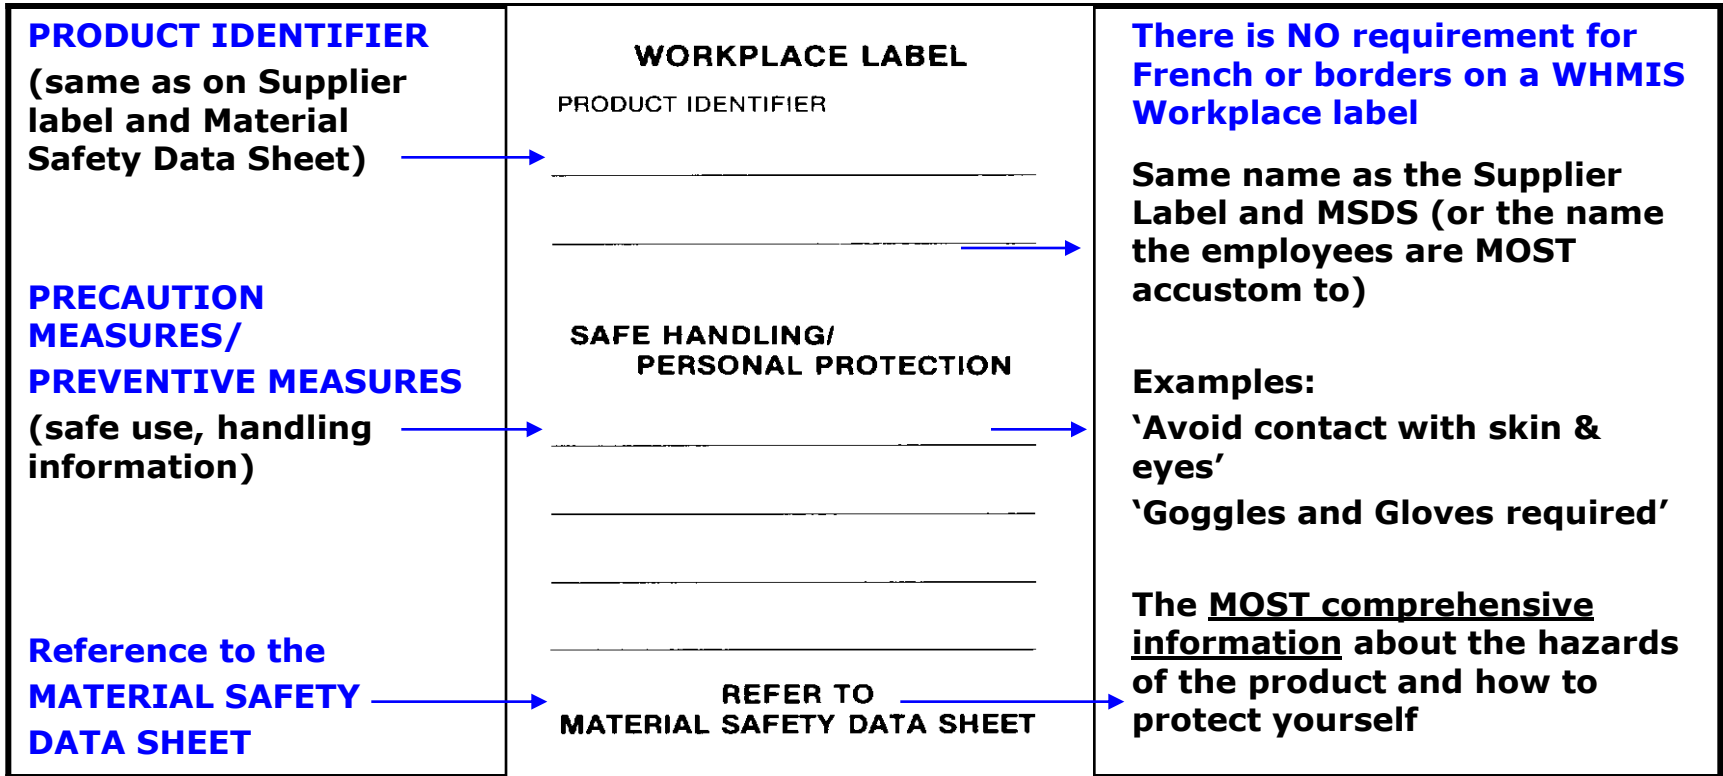 PRODUCT IDENTIFIER
(same as on Supplier
label and Material
Safety Data Sheet)
PRECAUTION
MEASURES/
PREVENTIVE MEASURES
(safe use, handling
information)
Reference to the
MATERIAL SAFETY
DATA SHEET
WORKPLACE LABEL
PRODUCT IDENTIFIER
SAFE HANDLING/
PERSONAL PROTECTION
REFER TO
MATERIAL SAFETY DATA SHEET
There is NO requirement for
French or borders on a WHMIS
Workplace label
Same name as the Supplier
Label and MSDS (or the name
the employees are MOST
accustom to)
Examples:
‘Avoid contact with skin &
eyes’
‘Goggles and Gloves required’
The MOST comprehensive
information about the hazards
of the product and how to
protect yourself